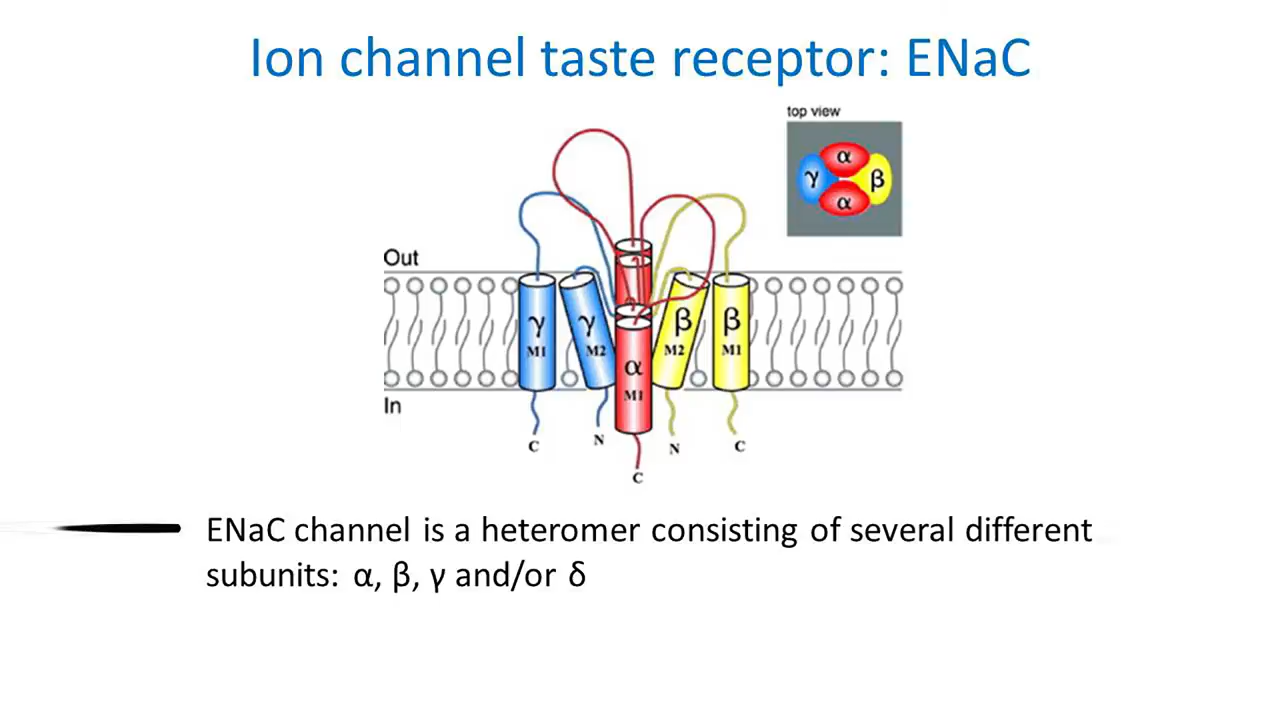 Ion channel taste receptor: ENaC
top view
α
γ
β
α
Out
γ
M1
γ
M2
α
M1
β
M2
β
M1
In
C
N
C
N
C
ENaC channel is a heteromer consisting of several different
subunits: α, β, γ and/or δ